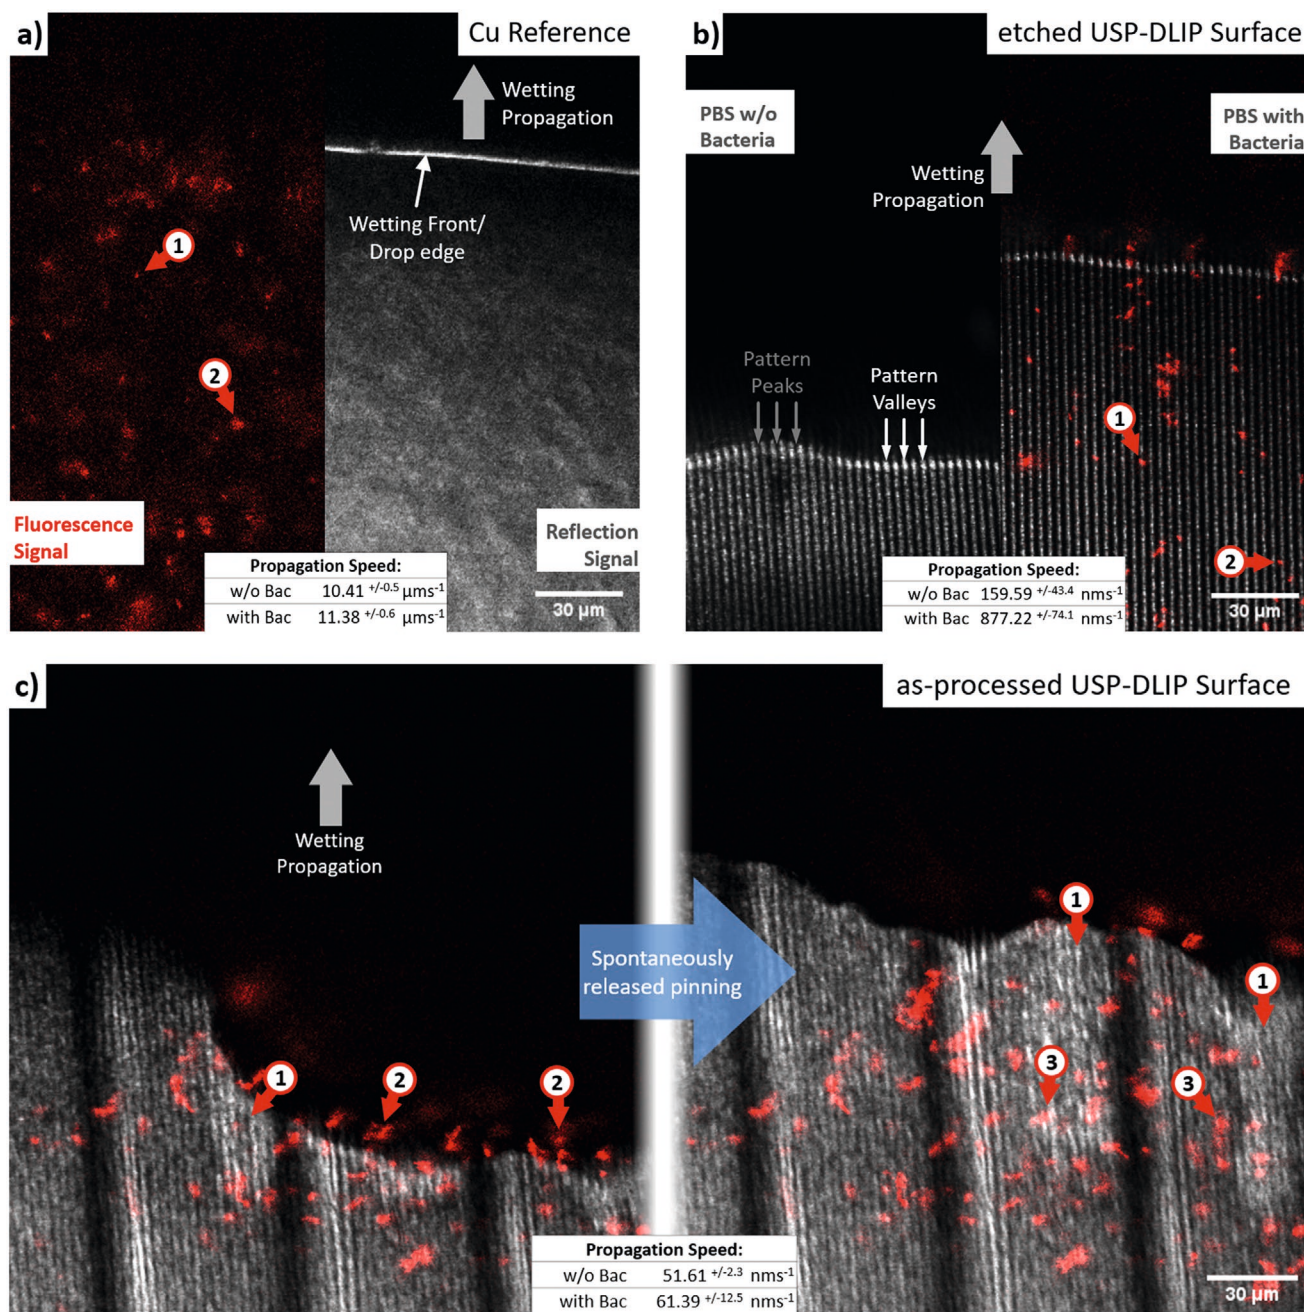 a)
Cu Reference
Wetting
Propagation
Wetting Front/
Drop edge
1
2
Fluorescence
Signal
Reflection
Signal
Propagation Speed:
w/o Bac 10.41 +/-0.5 µms-1
with Bac 11.38 +/-0.6 µms-1
30 µm
b)
etched USP-DLIP Surface
PBS w/o
Bacteria
PBS with
Bacteria
Wetting
Propagation
Pattern
Peaks
Pattern
Valleys
1
2
Propagation Speed:
w/o Bac 159.59 +/-43.4 nms-1
with Bac 877.22 +/-74.1 nms-1
30 µm
c)
as-processed USP-DLIP Surface
Wetting
Propagation
Spontaneously
released pinning
1
2
2
1
1
3
3
Propagation Speed:
w/o Bac 51.61 +/-2.3 nms-1
with Bac 61.39 +/-12.5 nms-1
30 µm